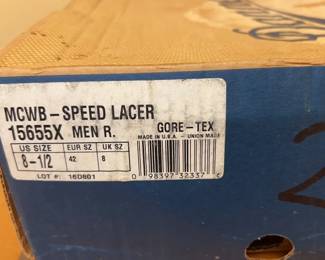 MCWB-SPEED LACER
15655X MEN R. GORE-TEX
MADE IN U.S.A. - UNION MADE
US SIZE EUR SZ UK SZ
8-1/2 42 8
LOT #: 16D801
0 98397 32337
2